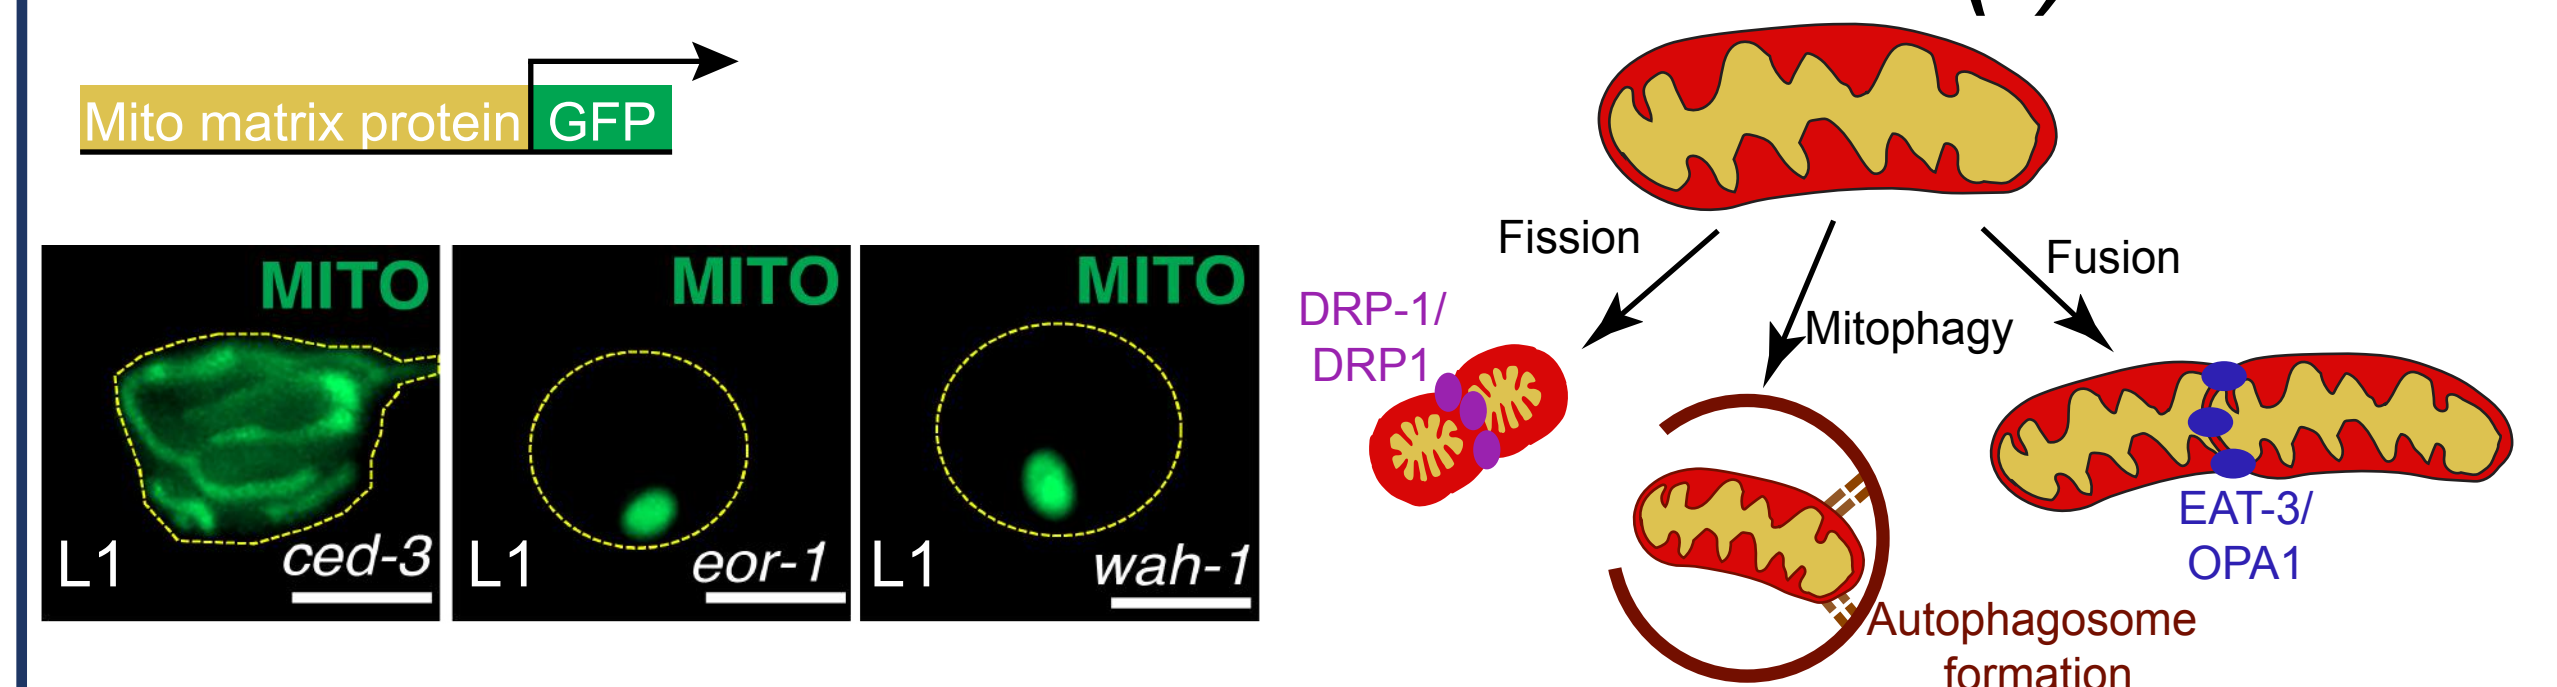 Mito matrix protein GFP
MITO
L1
ced-3
MITO
L1
eor-1
MITO
L1
wah-1
Fission
Mitophagy
Fusion
DRP-1/
DRP1
EAT-3/
OPA1
Autophagosome
formation